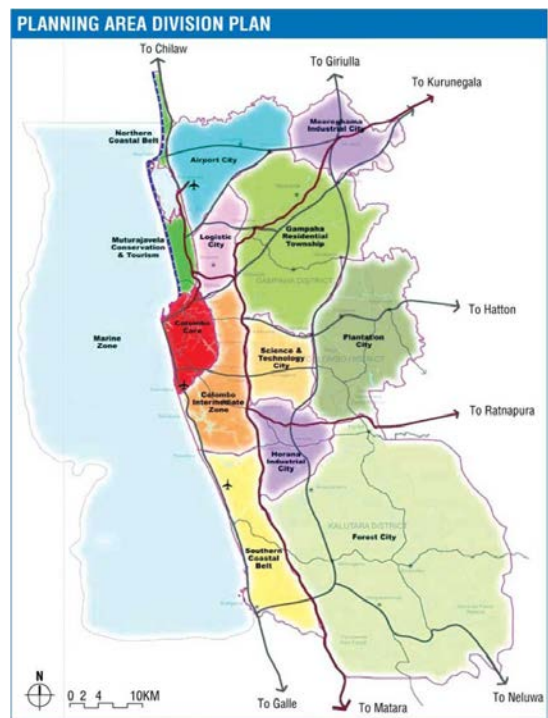 PLANNING AREA DIVISION PLAN
To Chilaw
To Giriulla
To Kurunegala
Northern
Coastal Belt
Airport City
Industrial City
Logistic
City
Gampaha
Residential
Township
Muturajavela
Conservation
& Tourism
GAMPAHA DISTRICT
To Hatton
Marine
Zone
Colombo
Core
Science &
Technology
City
Plantation
City
COLOMBO DISTRICT
Colombo
Intermediate
Zone
To Ratnapura
Horana
Industrial
City
KALUTARA DISTRICT
Forest City
Southern
Coastal
Belt
N
0 2 4 10KM
To Galle
To Matara
To Neluwa